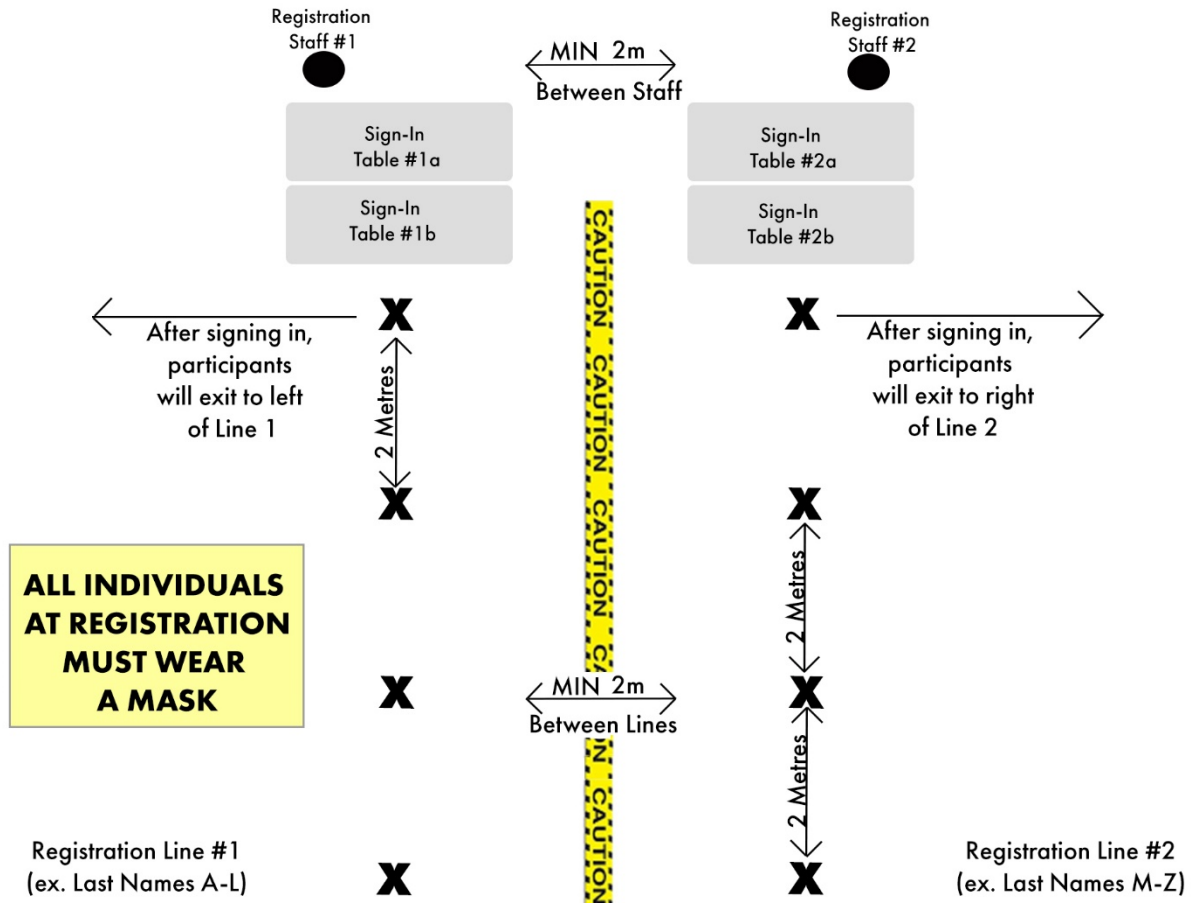 Registration
Staff #1
Registration
Staff #2
MIN 2m
Between Staff
Sign-In
Table #1a
Sign-In
Table #2a
Sign-In
Table #1b
Sign-In
Table #2b
CAUTION
CAUTION
CAUTION
CA
ON
CAUTION
After signing in,
participants
will exit to left
of Line 1
After signing in,
participants
will exit to right
of Line 2
2 Metres
2 Metres
ALL INDIVIDUALS
AT REGISTRATION
MUST WEAR
A MASK
MIN 2m
Between Lines
2 Metres
Registration Line #1
(ex. Last Names A-L)
Registration Line #2
(ex. Last Names M-Z)